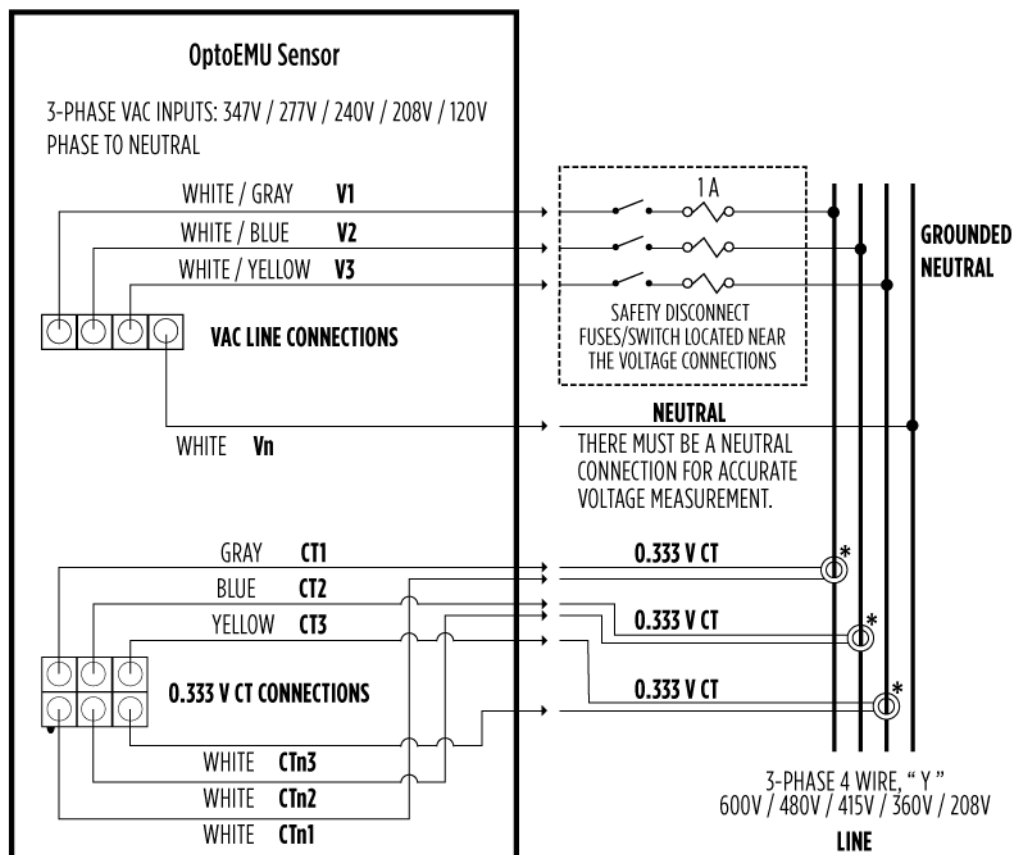 OptoEMU Sensor
3-PHASE VAC INPUTS: 347V / 277V / 240V / 208V / 120V
PHASE TO NEUTRAL
WHITE / GRAY V1
WHITE / BLUE V2
WHITE / YELLOW V3
VAC LINE CONNECTIONS
WHITE Vn
1 A
SAFETY DISCONNECT
FUSES/SWITCH LOCATED NEAR
THE VOLTAGE CONNECTIONS
GROUNDED
NEUTRAL
NEUTRAL
THERE MUST BE A NEUTRAL
CONNECTION FOR ACCURATE
VOLTAGE MEASUREMENT.
GRAY CT1
BLUE CT2
YELLOW CT3
0.333 V CT CONNECTIONS
WHITE CTn3
WHITE CTn2
WHITE CTn1
0.333 V CT
*
0.333 V CT
*
0.333 V CT
*
3-PHASE 4 WIRE, “ Y ”
600V / 480V / 415V / 360V / 208V
LINE